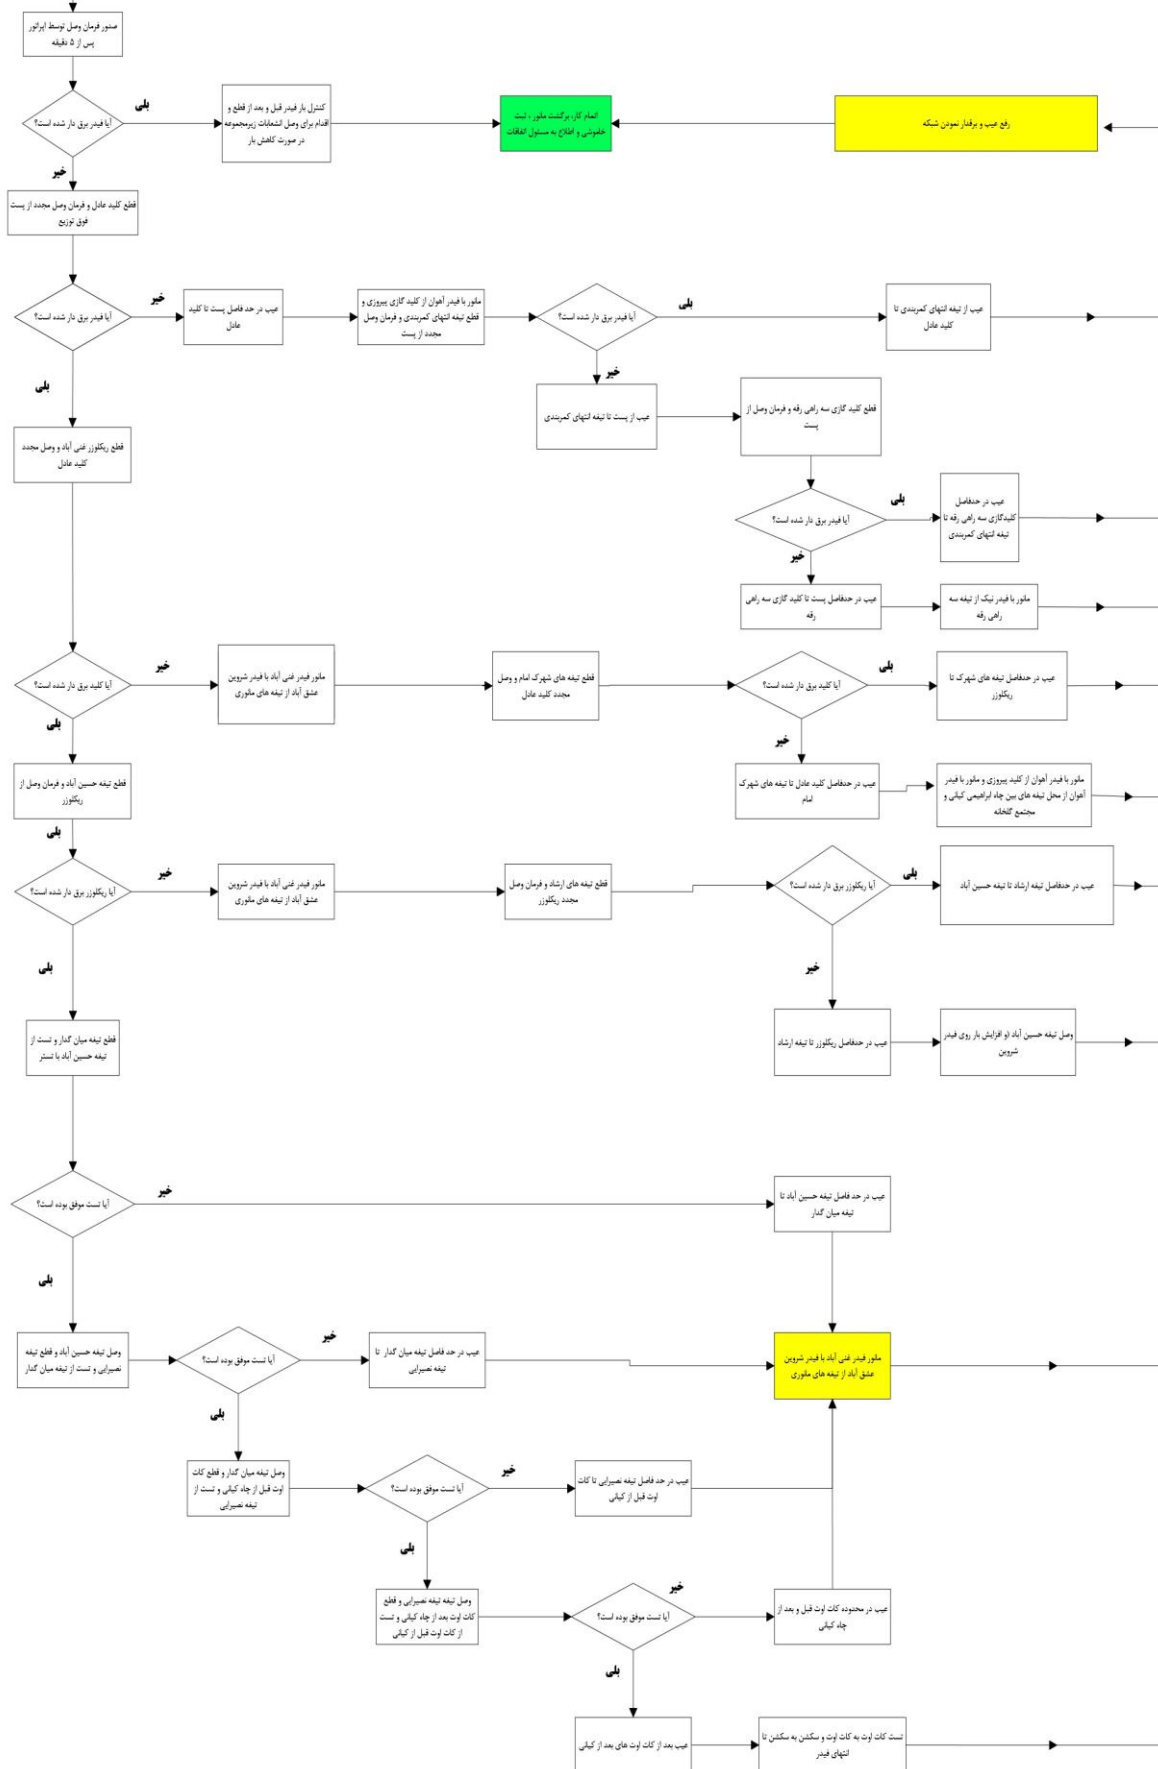 صدور فرمان وصل توسط اپراتور
پس از ۵ دقیقه
آیا فیدر برق دار شده است؟
بلی
کنترل بار فیدر قبل و بعد از قطع و
اقدام برای وصل انشعابات زیرمجموعه
در صورت کاهش بار
اتمام کار، برگشت مانور ، ثبت
خاموشی و اطلاع به مسئول اتفاقات
رفع عیب و برقدار نمودن شبکه
خیر
قطع کلید عادل و فرمان وصل مجدد از پست
فوق توزیع
آیا فیدر برق دار شده است؟
خیر
عیب در حد فاصل پست تا کلید
عادل
مانور با فیدر آهوان از کلید گازی پیروزی و
قطع تیغه انتهای کمربندی و فرمان وصل
مجدد از پست
آیا فیدر برق دار شده است؟
بلی
عیب از تیغه انتهای کمربندی تا
کلید عادل
خیر
عیب از پست تا تیغه انتهای کمربندی
قطع کلید گازی سه راهی رقه و فرمان وصل از
پست
بلی
قطع ریکلوزر غنی آباد و وصل مجدد
کلید عادل
آیا فیدر برق دار شده است؟
بلی
عیب در حدفاصل
کلیدگازی سه راهی رقه تا
تیغه انتهای کمربندی
خیر
عیب در حدفاصل پست تا کلید گازی سه راهی
رقه
مانور با فیدر نیک از تیغه سه
راهی رقه
آیا کلید برق دار شده است؟
خیر
مانور فیدر غنی آباد با فیدر شروین
عشق آباد از تیغه های مانوری
قطع تیغه های شهرک امام و وصل
مجدد کلید عادل
آیا کلید برق دار شده است؟
بلی
عیب در حدفاصل تیغه های شهرک تا
ریکلوزر
بلی
خیر
قطع تیغه حسین آباد و فرمان وصل از
ریکلوزر
عیب در حدفاصل کلید عادل تا تیغه های شهرک
امام
مانور با فیدر آهوان از کلید پیروزی و مانور با فیدر
آهوان از محل تیغه های بین چاه ابراهیمی کیانی و
مجتمع گلخانه
بلی
آیا ریکلوزر برق دار شده است؟
خیر
مانور فیدر غنی آباد با فیدر شروین
عشق آباد از تیغه های مانوری
قطع تیغه های ارشاد و فرمان وصل
مجدد ریکلوزر
آیا ریکلوزر برق دار شده است؟
بلی
عیب در حدفاصل تیغه ارشاد تا تیغه حسین آباد
بلی
خیر
قطع تیغه میان گدار و تست از
تیغه حسین آباد با تستر
عیب در حدفاصل ریکلوزر تا تیغه ارشاد
وصل تیغه حسین آباد (و افزایش بار روی فیدر
شروین
آیا تست موفق بوده است؟
خیر
عیب در حد فاصل تیغه حسین آباد تا
تیغه میان گدار
بلی
وصل تیغه حسین آباد و قطع تیغه
نصیرایی و تست از تیغه میان گدار
آیا تست موفق بوده است؟
خیر
عیب در حد فاصل تیغه میان گدار تا
تیغه نصیرایی
مانور فیدر غنی آباد با فیدر شروین
عشق آباد از تیغه های مانوری
بلی
وصل تیغه میان گدار و قطع کات
اوت قبل از چاه کیانی و تست از
تیغه نصیرایی
آیا تست موفق بوده است؟
خیر
عیب در حد فاصل تیغه نصیرایی تا کات
اوت قبل از کیانی
بلی
وصل تیغه تیغه نصیرایی و قطع
کات اوت بعد از چاه کیانی و تست
از کات اوت قبل از کیانی
آیا تست موفق بوده است؟
خیر
عیب در محدوده کات اوت قبل و بعد از
چاه کیانی
بلی
عیب بعد از کات اوت های بعد از کیانی
تست کات اوت به کات اوت و سکشن به سکشن تا
انتهای فیدر